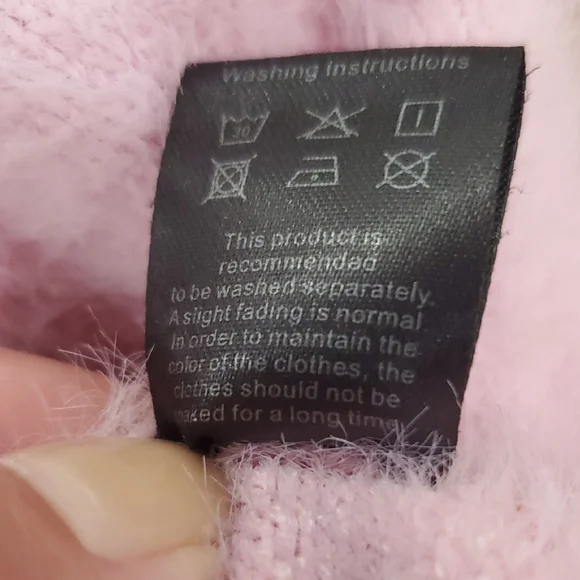 Washing instructions
30
This product is
recommended
to be washed separately.
A slight fading is normal
In order to maintain the
color of the clothes, the
clothes should not be
soaked for a long time.